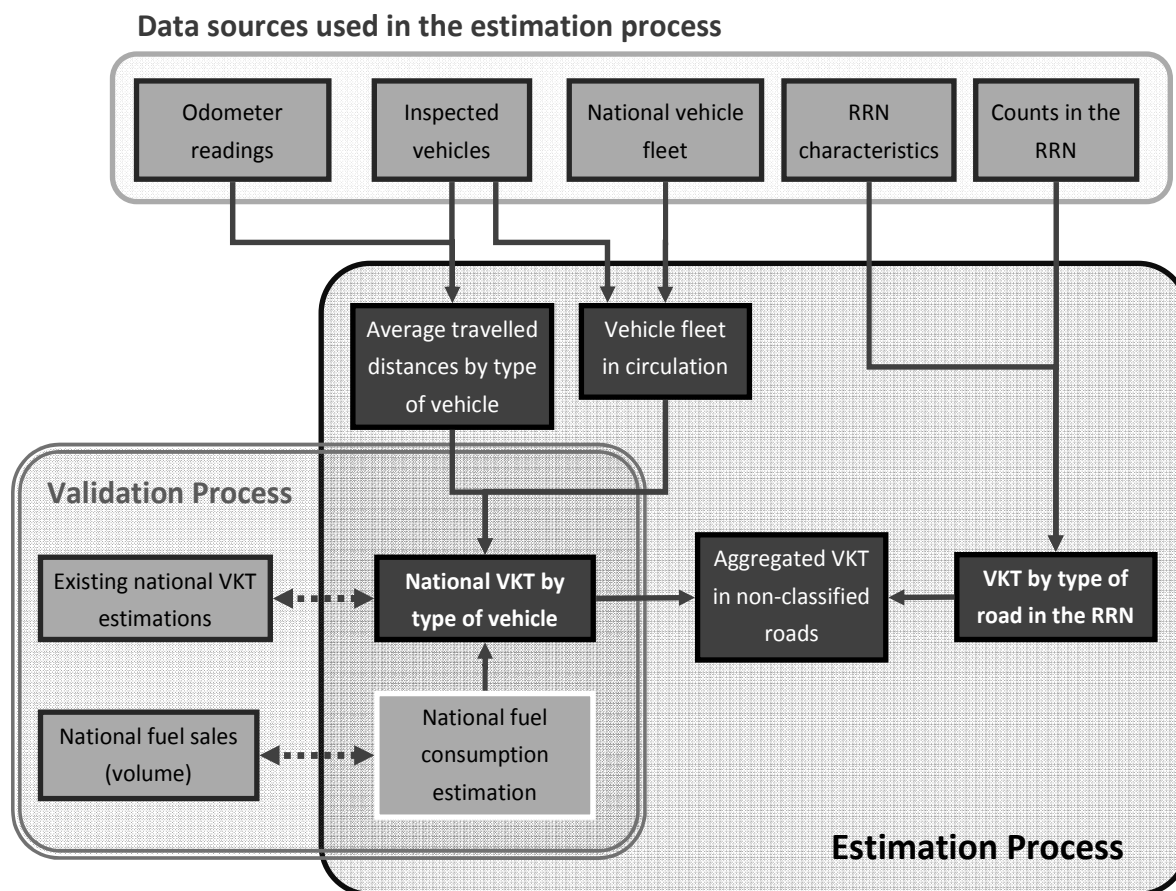 Data sources used in the estimation process
Odometer
readings
Inspected
vehicles
National vehicle
fleet
RRN
characteristics
Counts in the
RRN
Average travelled
distances by type
of vehicle
Vehicle fleet
in circulation
Validation Process
Existing national VKT
estimations
National VKT by
type of vehicle
Aggregated VKT
in non-classified
roads
VKT by type of
road in the RRN
National fuel sales
(volume)
National fuel
consumption
estimation
Estimation Process